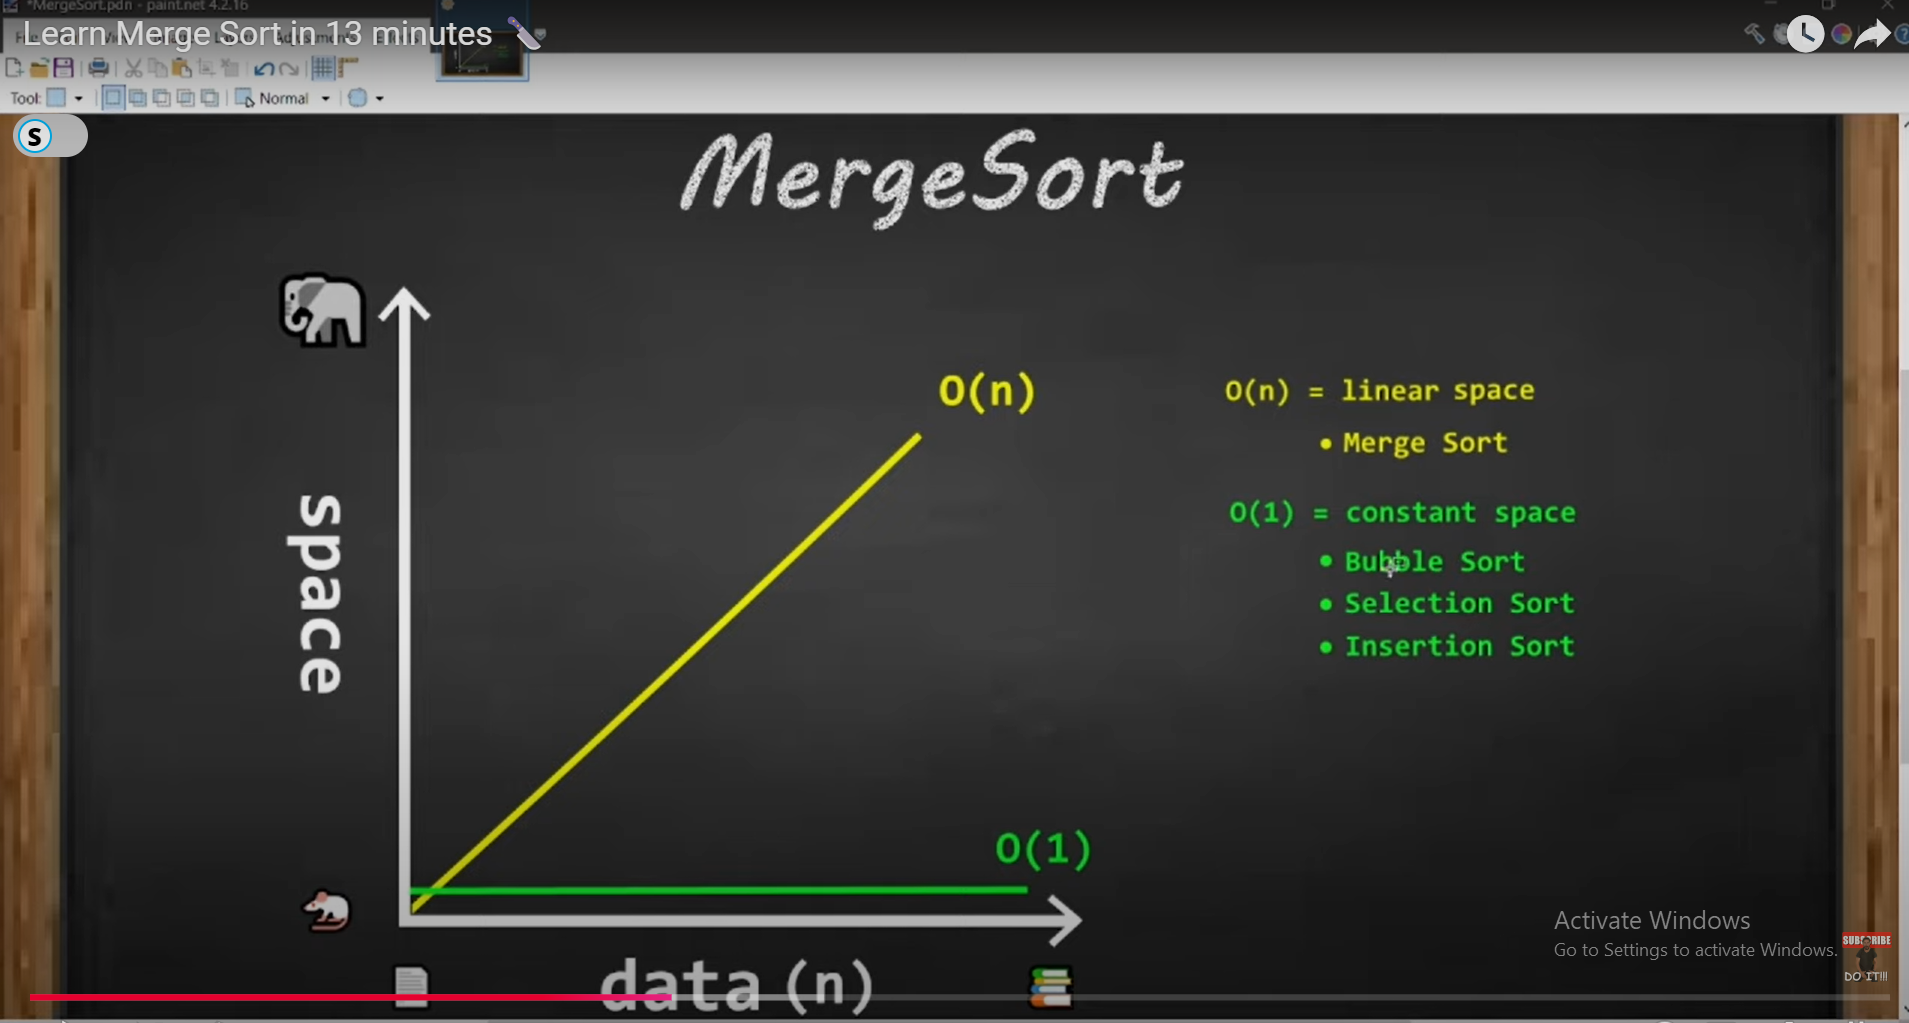 *MergeSort.pdn - paint.net 4.2.16
Learn Merge Sort in 13 minutes
Tool:
Normal
S
MergeSort
O(n)
O(n) = linear space
• Merge Sort
space
O(1) = constant space
• Bubble Sort
• Selection Sort
• Insertion Sort
O(1)
Activate Windows
Go to Settings to activate Windows.
SUBSCRIBE
DO IT!!!
data (n)